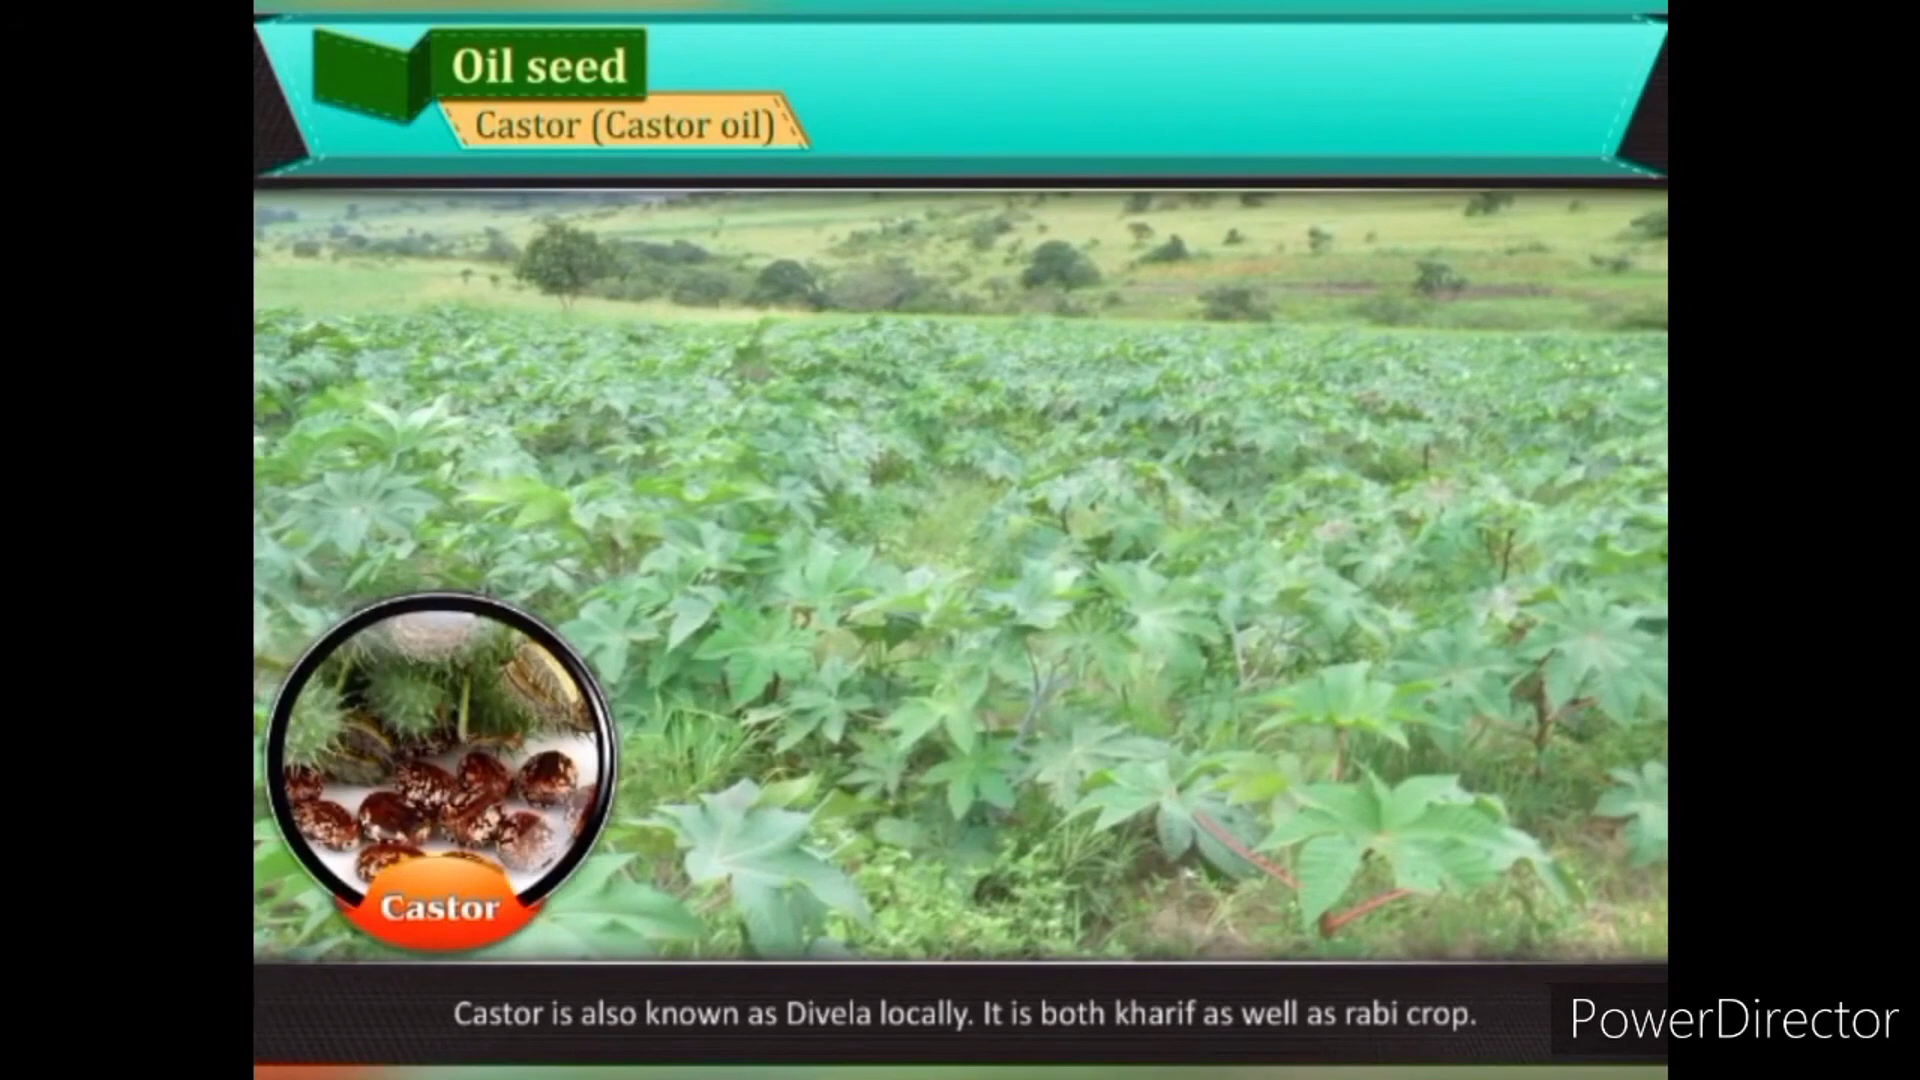 Oil seed
Castor (Castor oil)
Castor
Castor is also known as Divela locally. It is both kharif as well as rabi crop.
PowerDirector